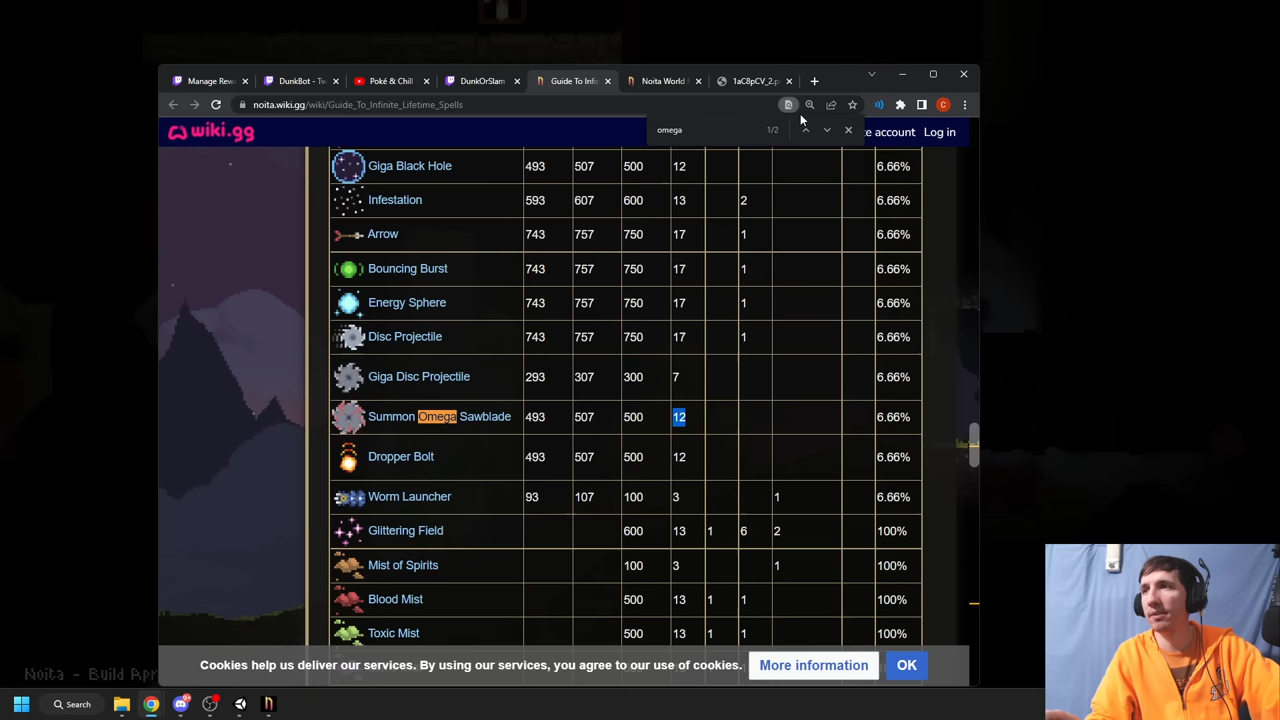 Manage Rew
DunkBot - Tw
Poké & Chill
DunkOrSlam
Guide To Infin
Noita World
1aC8pCV_2.p
noita.wiki.gg/wiki/Guide_To_Infinite_Lifetime_Spells
C
omega
1/2
wiki.gg
te account
Log in
Giga Black Hole 493 507 500 12 6.66%
Infestation 593 607 600 13 2 6.66%
Arrow 743 757 750 17 1 6.66%
Bouncing Burst 743 757 750 17 1 6.66%
Energy Sphere 743 757 750 17 1 6.66%
Disc Projectile 743 757 750 17 1 6.66%
Giga Disc Projectile 293 307 300 7 6.66%
Summon Omega Sawblade 493 507 500 12 6.66%
Dropper Bolt 493 507 500 12 6.66%
Worm Launcher 93 107 100 3 1 6.66%
Glittering Field 600 13 1 6 2 100%
Mist of Spirits 100 3 1 100%
Blood Mist 500 13 1 1 100%
Toxic Mist 500 13 1 1 100%
Cookies help us deliver our services. By using our services, you agree to our use of cookies.
More information
OK
Noita - Build Apr
Search